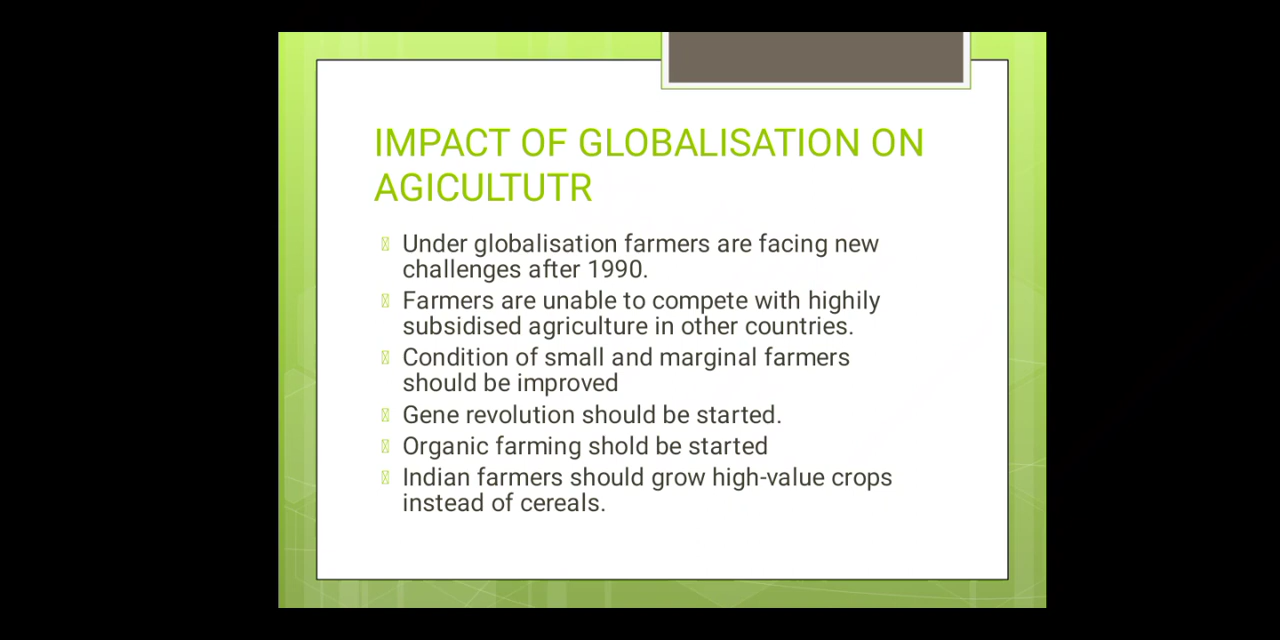 IMPACT OF GLOBALISATION ON
AGICULTUTR
Under globalisation farmers are facing new
challenges after 1990.
Farmers are unable to compete with highily
subsidised agriculture in other countries.
Condition of small and marginal farmers
should be improved
Gene revolution should be started.
Organic farming shold be started
Indian farmers should grow high-value crops
instead of cereals.